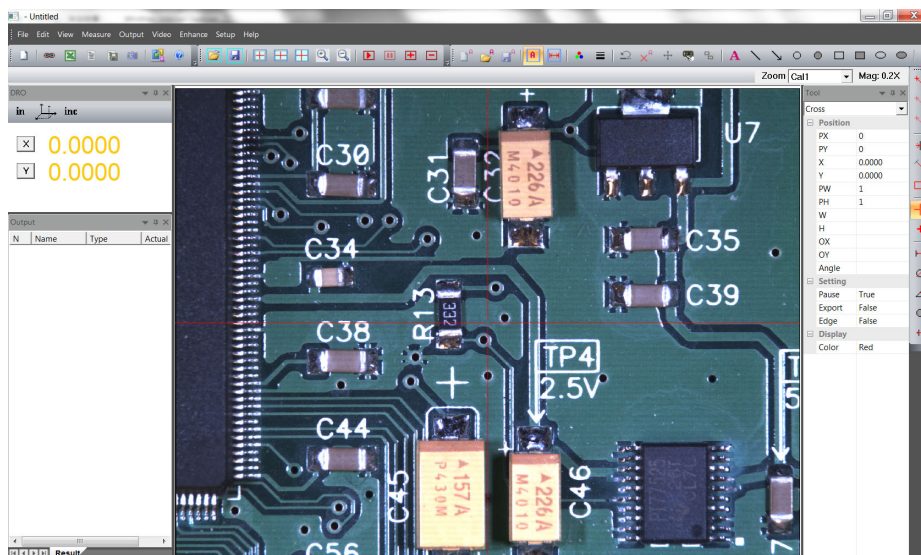 - Untitled
File Edit View Measure Output Video Enhance Setup Help
Zoom Cal1 Mag: 0.2X
DRO
in inc
X 0.0000
Y 0.0000
Output
N Name Type Actual
Result
C30
C31
C32
226A
M4010
U7
C34
C35
R13
332
C39
C38
TP4
2.5V
5
C44
C45
157A
P430M
226A
M4010
C46
C56
7
Tool
Cross
Position
PX 0
PY 0
X 0.0000
Y 0.0000
PW 1
PH 1
W
H
OX
OY
Angle
Setting
Pause True
Export False
Edge False
Display
Color Red